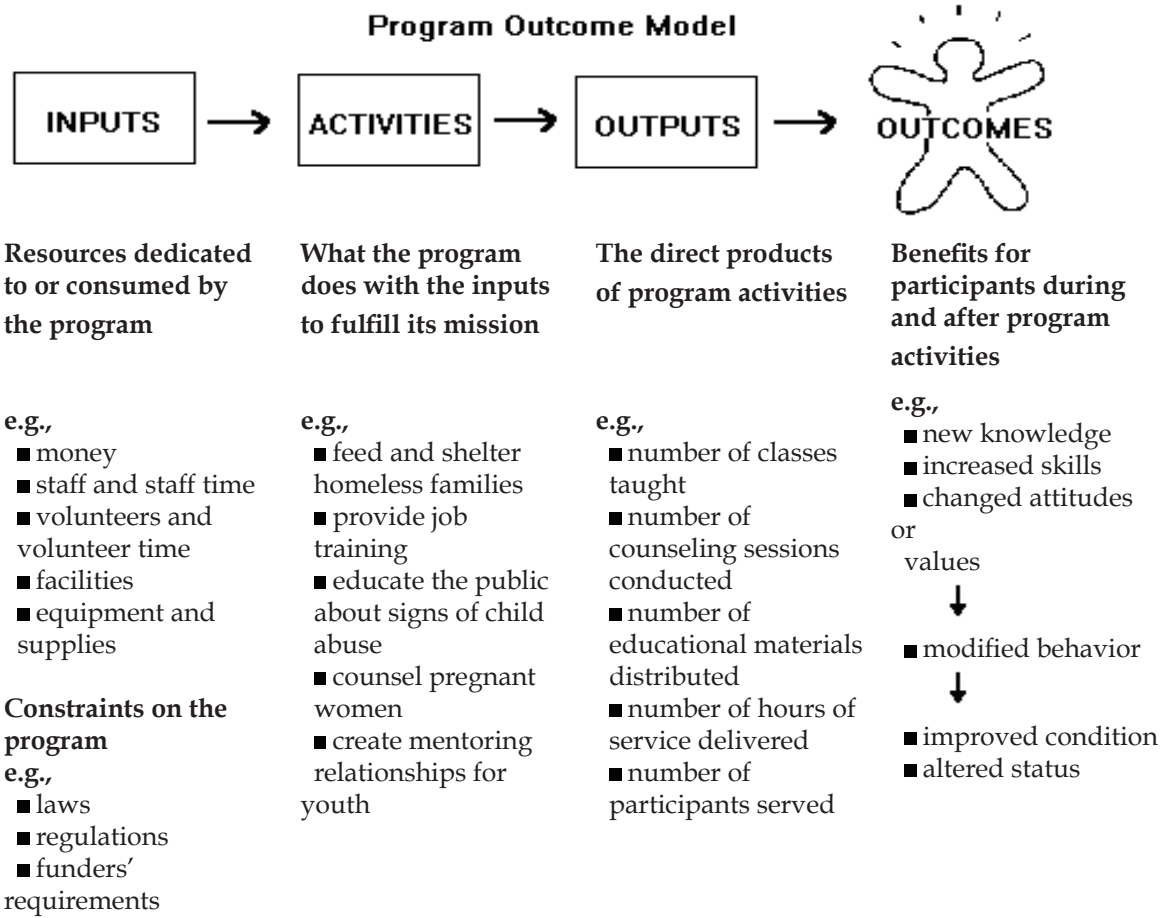 Program Outcome Model
INPUTS
ACTIVITIES
OUTPUTS
OUTCOMES
Resources dedicated
to or consumed by
the program
e.g.,
■ money
■ staff and staff time
■ volunteers and
volunteer time
■ facilities
■ equipment and
supplies
Constraints on the
program
e.g.,
■ laws
■ regulations
■ funders’
requirements
What the program
does with the inputs
to fulfill its mission
e.g.,
■ feed and shelter
homeless families
■ provide job
training
■ educate the public
about signs of child
abuse
■ counsel pregnant
women
■ create mentoring
relationships for
youth
The direct products
of program activities
e.g.,
■ number of classes
taught
■ number of
counseling sessions
conducted
■ number of
educational materials
distributed
■ number of hours of
service delivered
■ number of
participants served
Benefits for
participants during
and after program
activities
e.g.,
■ new knowledge
■ increased skills
■ changed attitudes
or
values
■ modified behavior
■ improved condition
■ altered status